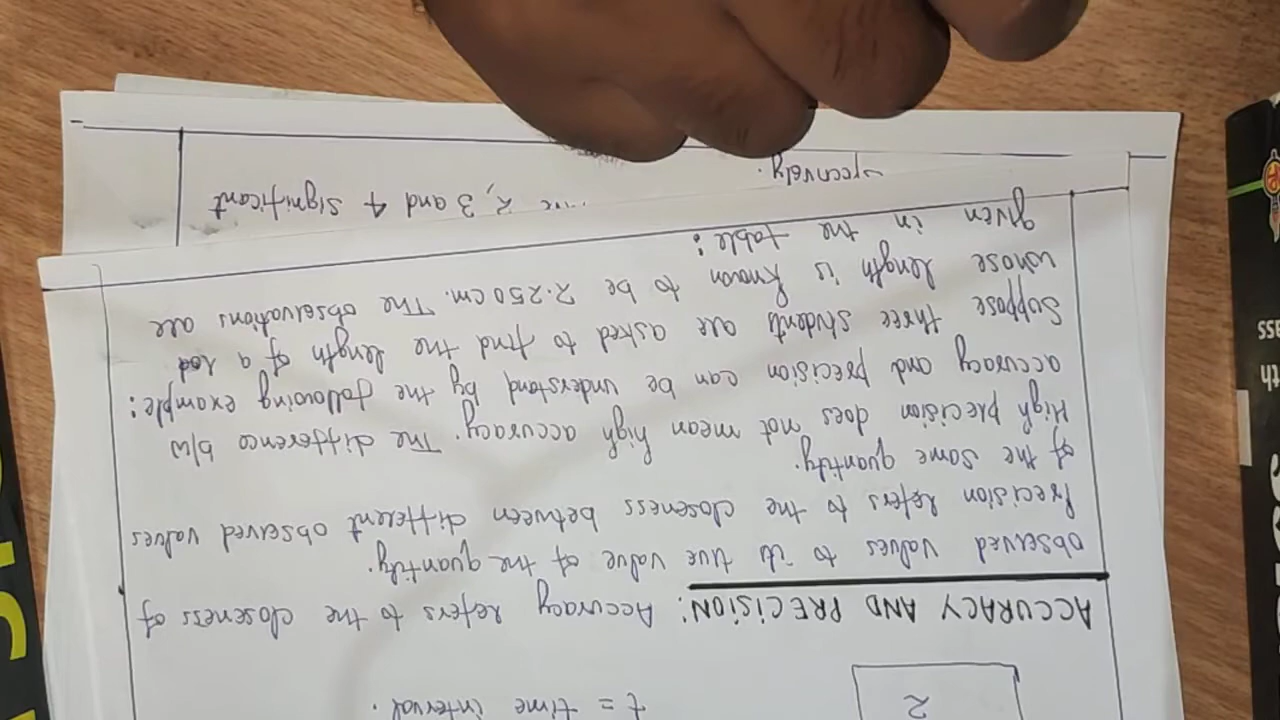 2
t = time interval.
ACCURACY AND PRECISION: Accuracy refers to the closeness of
observed values to its true value of the quantity.
Precision refers to the closeness between different observed values
of the same quantity.
High precision does not mean high accuracy. The difference b/w
accuracy and precision can be understand by the following example:
Suppose three students are asked to find the length of a rod
whose length is known to be 2.250cm. The observations are
given in the table:
2, 3 and 4 significant
ass
th